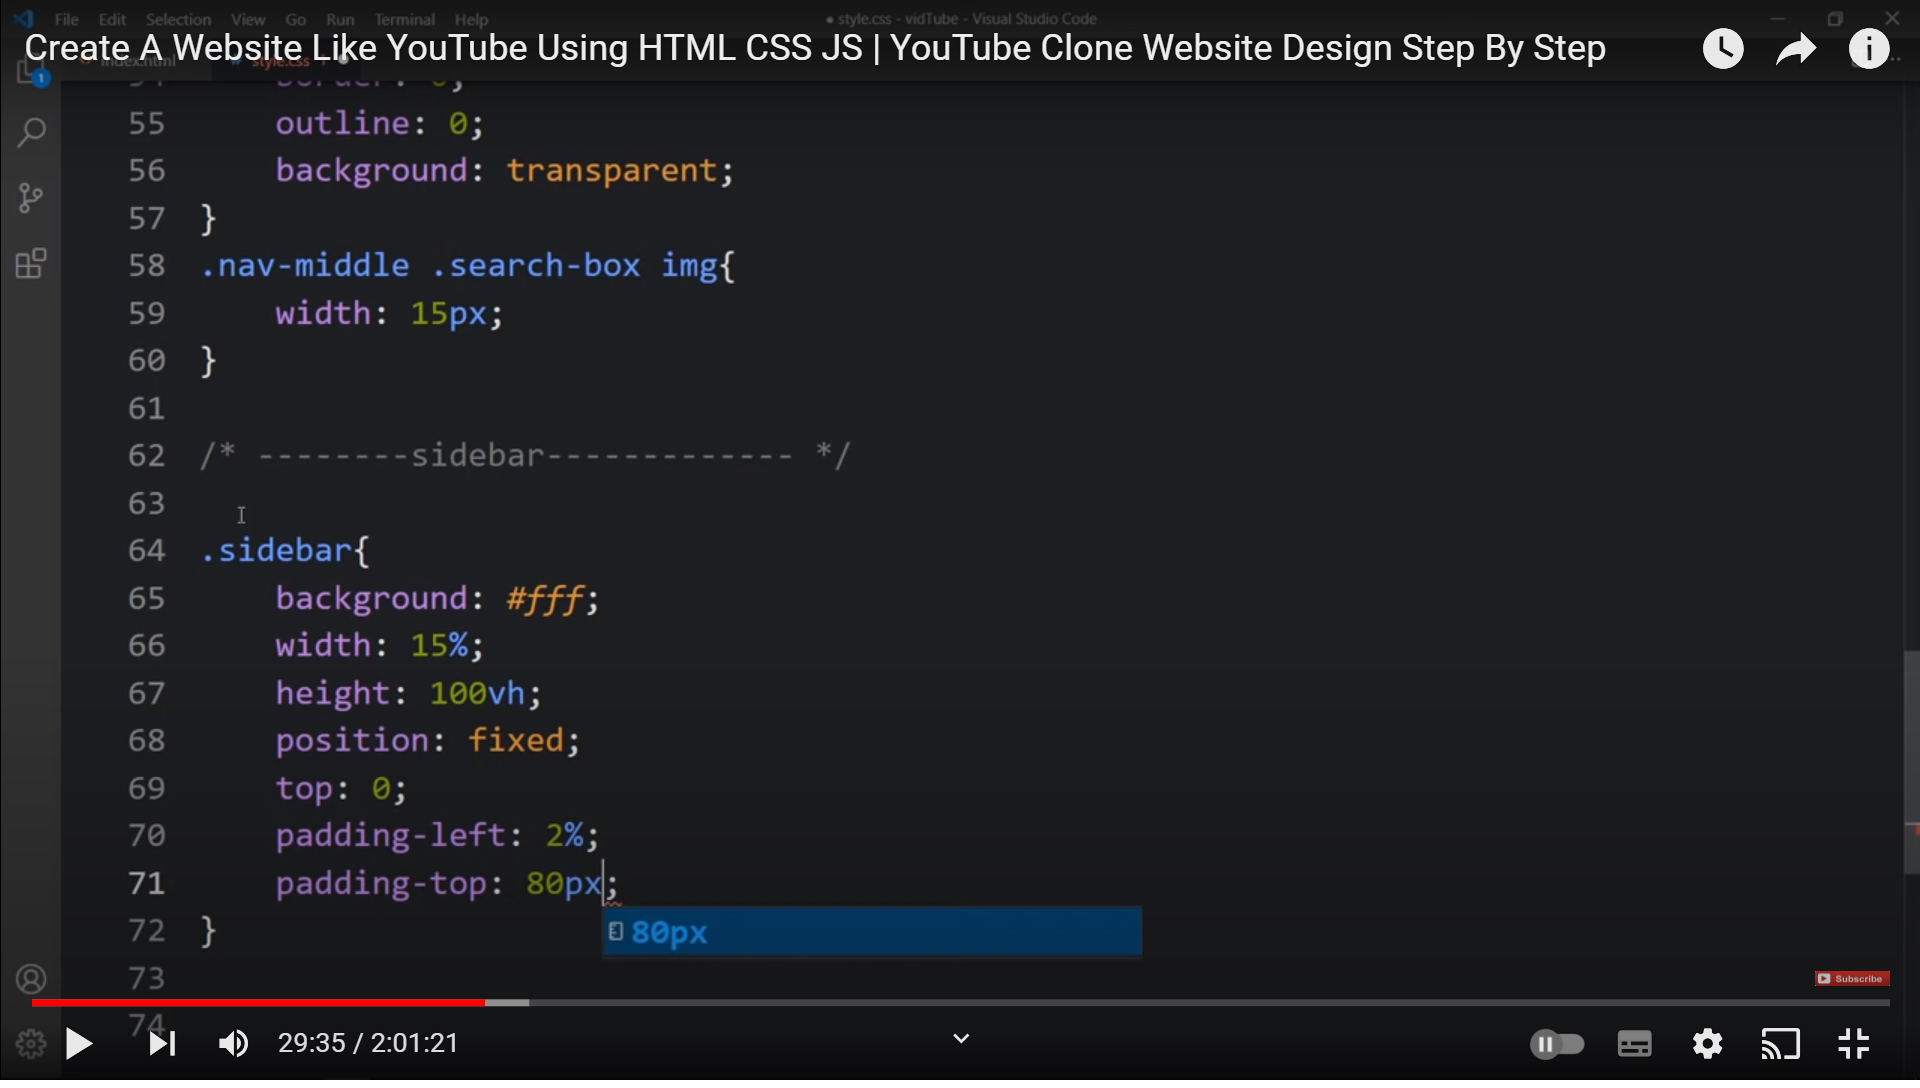 File Edit Selection View Go Run Terminal Help
● style.css - vidTube - Visual Studio Code
Create A Website Like YouTube Using HTML CSS JS | YouTube Clone Website Design Step By Step
index.html
style.css
1
54 border: 0;
55 outline: 0;
56 background: transparent;
57 }
58 .nav-middle .search-box img{
59 width: 15px;
60 }
61
62 /* --------sidebar------------- */
63
64 .sidebar{
65 background: #fff;
66 width: 15%;
67 height: 100vh;
68 position: fixed;
69 top: 0;
70 padding-left: 2%;
71 padding-top: 80px;
72 }
80px
73
Subscribe
74
29:35 / 2:01:21